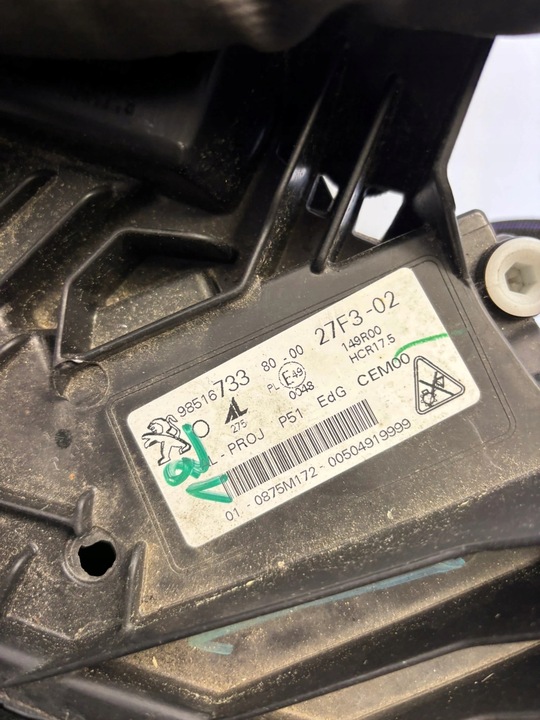 98516733 80-00 27F3-02
AL PL E49 149R00
275 0048 HCR17.5
L-PROJ P51 EdG CEM00
01.-0875M172-00504919999